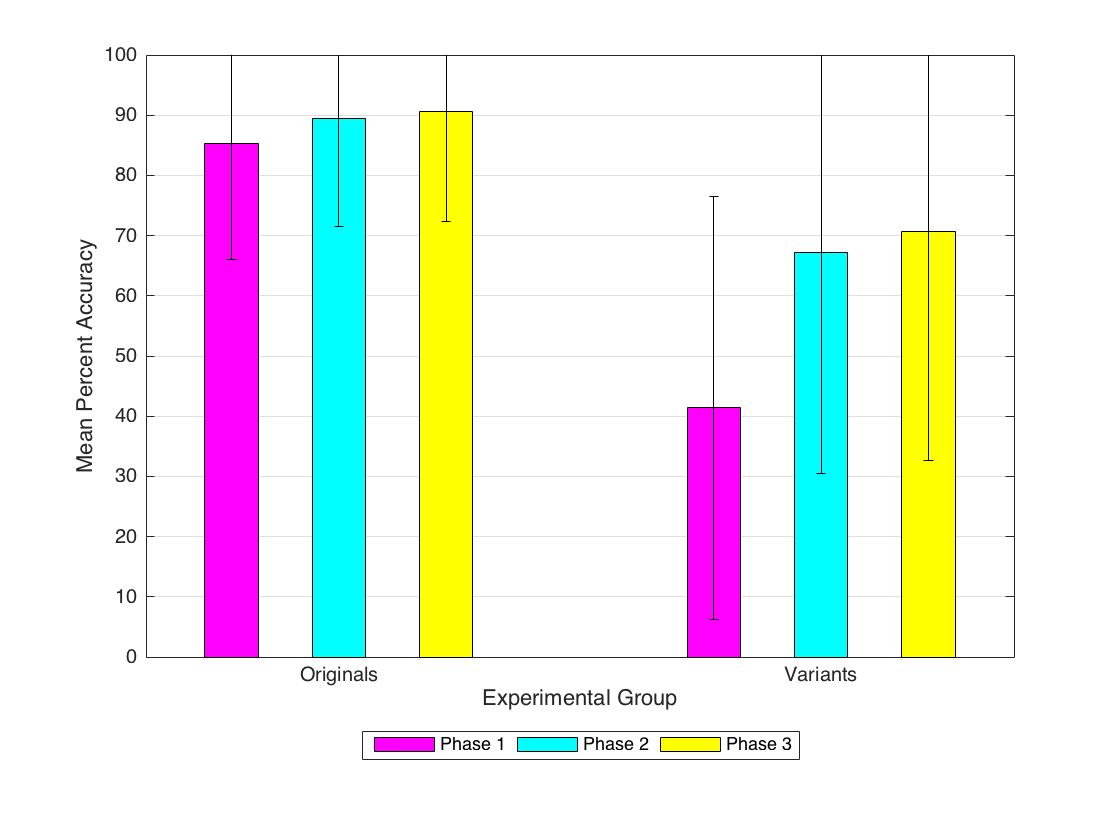 100
90
80
70
60
50
40
30
20
10
0
Mean Percent Accuracy
Originals Variants
Experimental Group
Phase 1 Phase 2 Phase 3